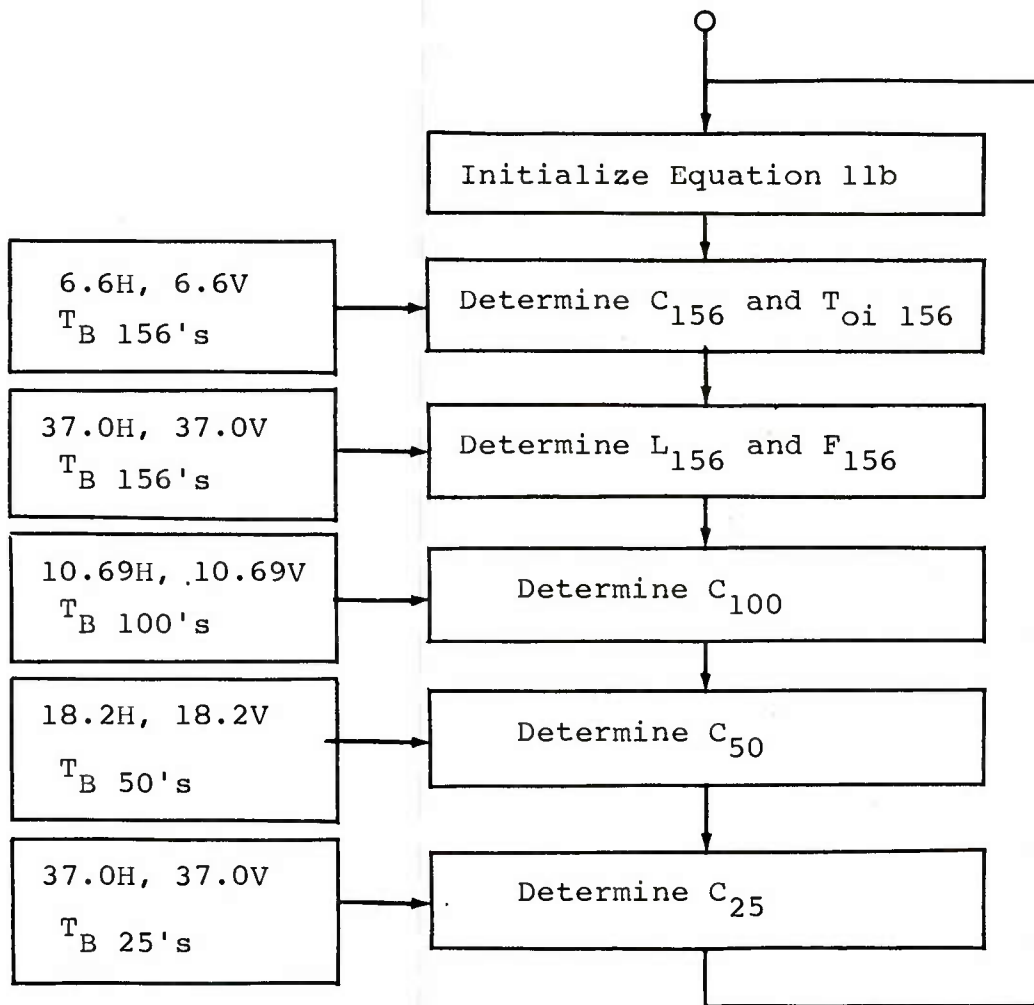 Initialize Equation 11b
6.6H, 6.6V
T_B 156's
Determine C_156 and T_oi 156
37.0H, 37.0V
T_B 156's
Determine L_156 and F_156
10.69H, 10.69V
T_B 100's
Determine C_100
18.2H, 18.2V
T_B 50's
Determine C_50
37.0H, 37.0V
T_B 25's
Determine C_25